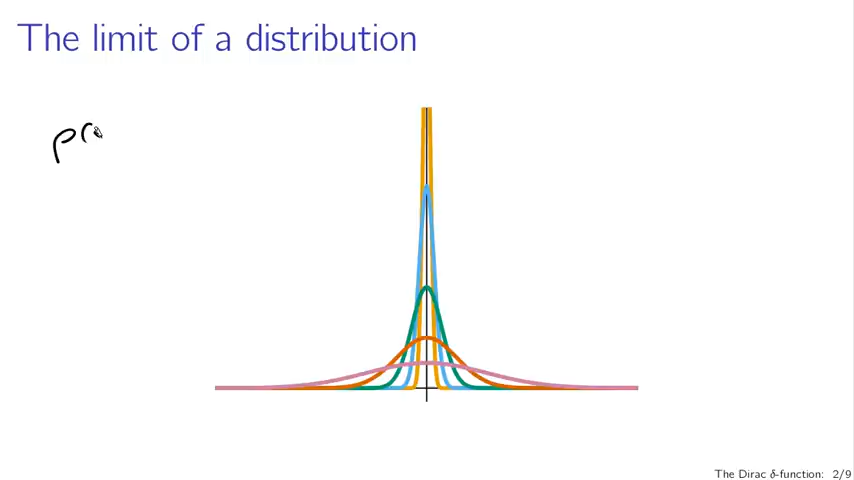 The limit of a distribution
ρ(
The Dirac δ-function: 2/9